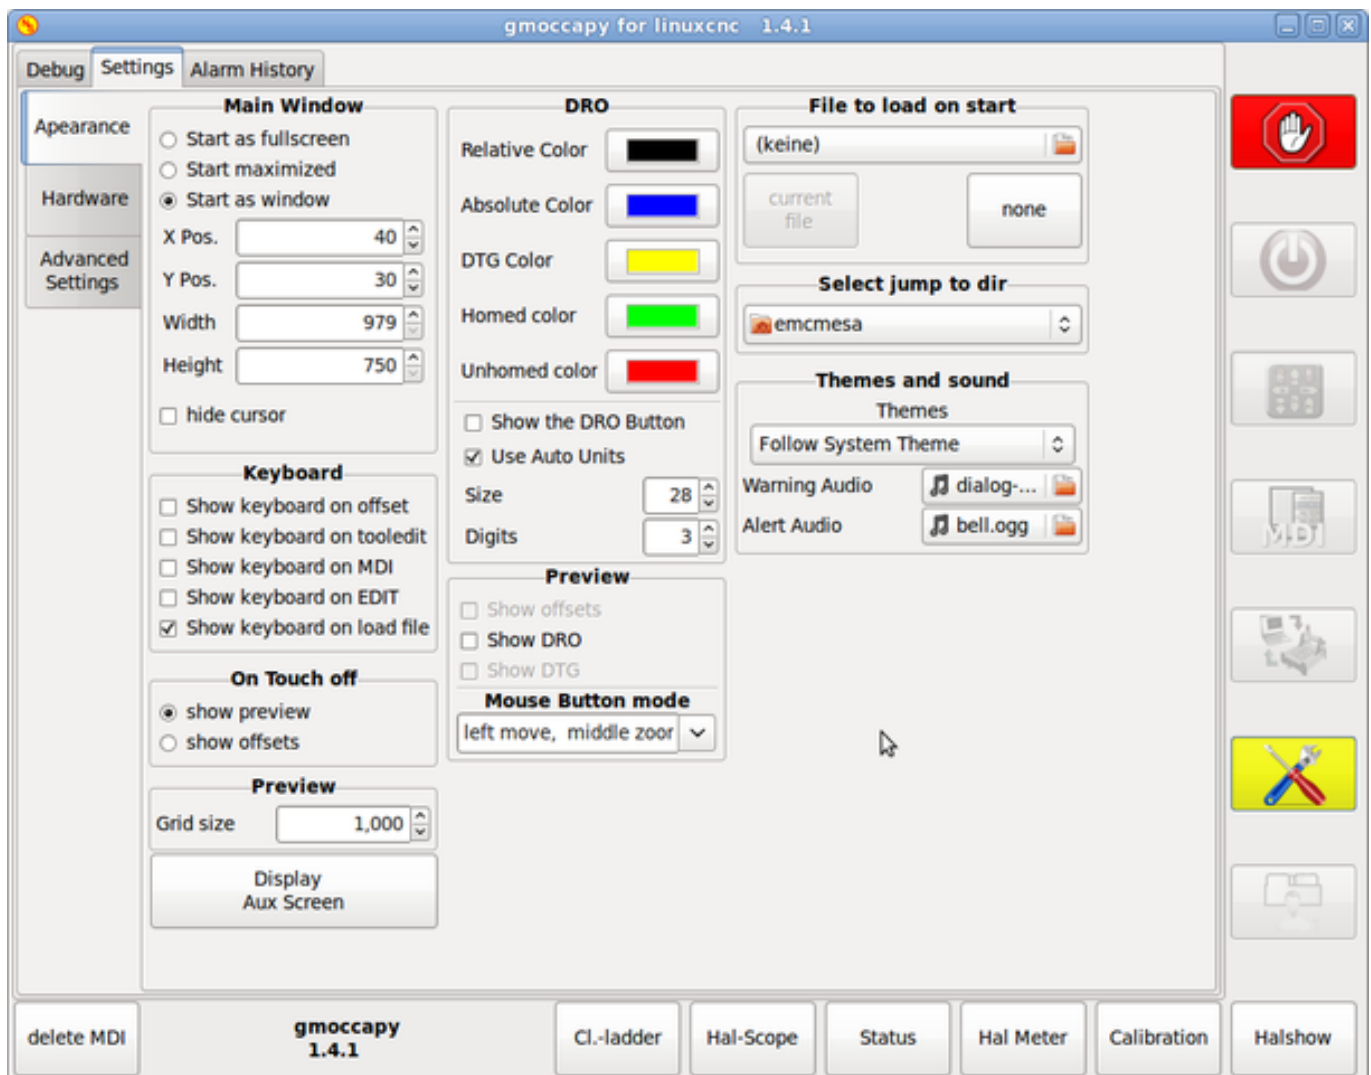 gmoccapy for linuxcnc 1.4.1
Debug
Settings
Alarm History
Apearance
Hardware
Advanced
Settings
Main Window
Start as fullscreen
Start maximized
Start as window
X Pos. 40
Y Pos. 30
Width 979
Height 750
hide cursor
Keyboard
Show keyboard on offset
Show keyboard on tooledit
Show keyboard on MDI
Show keyboard on EDIT
Show keyboard on load file
On Touch off
show preview
show offsets
Preview
Grid size 1,000
Display
Aux Screen
DRO
Relative Color
Absolute Color
DTG Color
Homed color
Unhomed color
Show the DRO Button
Use Auto Units
Size 28
Digits 3
Preview
Show offsets
Show DRO
Show DTG
Mouse Button mode
left move, middle zoor
File to load on start
(keine)
current
file
none
Select jump to dir
emcmesa
Themes and sound
Themes
Follow System Theme
Warning Audio dialog-...
Alert Audio bell.ogg
MDI
delete MDI
gmoccapy
1.4.1
Cl.-ladder
Hal-Scope
Status
Hal Meter
Calibration
Halshow